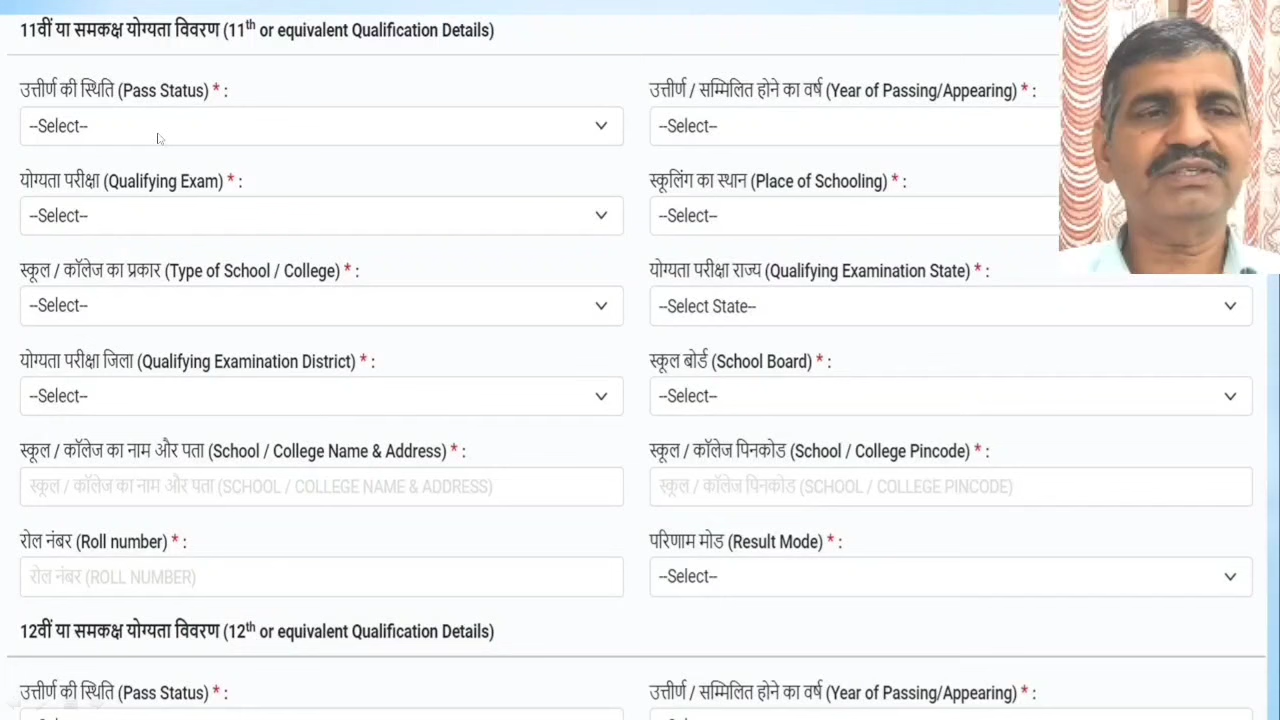 11वीं या समकक्ष योग्यता विवरण (11th or equivalent Qualification Details)
उत्तीर्ण की स्थिति (Pass Status) * :
--Select--
उत्तीर्ण / सम्मिलित होने का वर्ष (Year of Passing/Appearing) * :
--Select--
योग्यता परीक्षा (Qualifying Exam) * :
--Select--
स्कूलिंग का स्थान (Place of Schooling) * :
--Select--
स्कूल / कॉलेज का प्रकार (Type of School / College) * :
--Select--
योग्यता परीक्षा राज्य (Qualifying Examination State) * :
--Select State--
योग्यता परीक्षा जिला (Qualifying Examination District) * :
--Select--
स्कूल बोर्ड (School Board) * :
--Select--
स्कूल / कॉलेज का नाम और पता (School / College Name & Address) * :
स्कूल / कॉलेज का नाम और पता (SCHOOL / COLLEGE NAME & ADDRESS)
स्कूल / कॉलेज पिनकोड (School / College Pincode) * :
स्कूल / कॉलेज पिनकोड (SCHOOL / COLLEGE PINCODE)
रोल नंबर (Roll number) * :
रोल नंबर (ROLL NUMBER)
परिणाम मोड (Result Mode) * :
--Select--
12वीं या समकक्ष योग्यता विवरण (12th or equivalent Qualification Details)
उत्तीर्ण की स्थिति (Pass Status) * :
उत्तीर्ण / सम्मिलित होने का वर्ष (Year of Passing/Appearing) * :